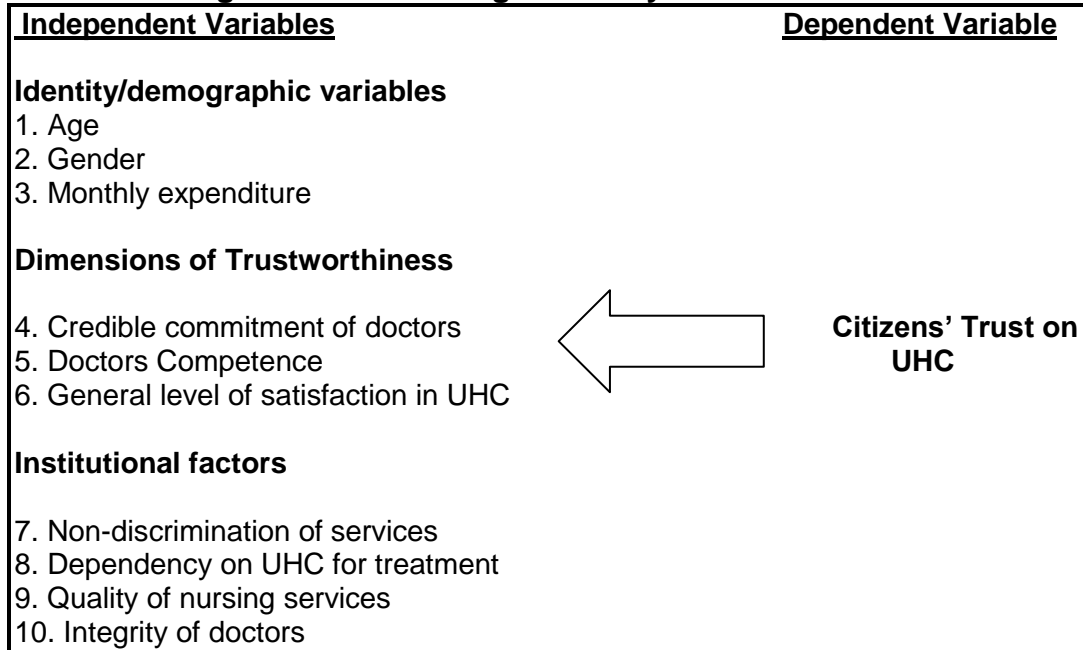 Independent Variables Dependent Variable
Identity/demographic variables
1. Age
2. Gender
3. Monthly expenditure
Dimensions of Trustworthiness
4. Credible commitment of doctors
5. Doctors Competence
6. General level of satisfaction in UHC
Citizens’ Trust on
UHC
Institutional factors
7. Non-discrimination of services
8. Dependency on UHC for treatment
9. Quality of nursing services
10. Integrity of doctors